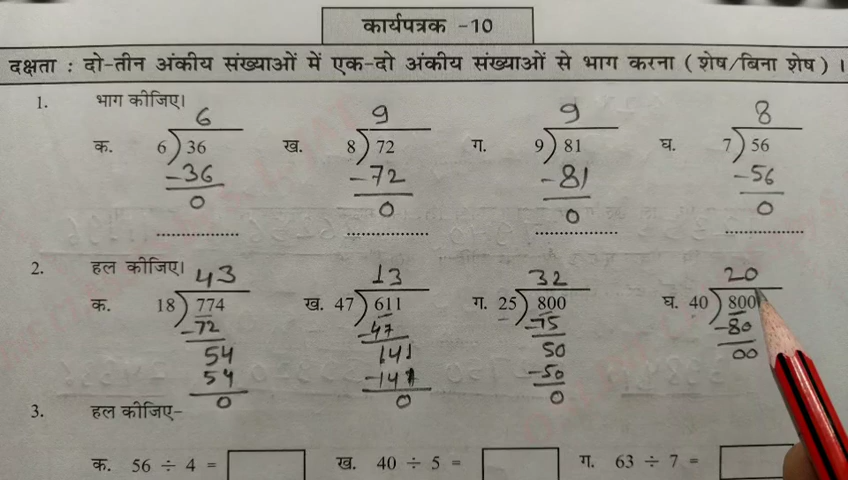 कार्यपत्रक -10
दक्षता : दो-तीन अंकीय संख्याओं में एक-दो अंकीय संख्याओं से भाग करना ( शेष/बिना शेष ) ।
1. भाग कीजिए।
6 9 9 8
क. 6)36 ख. 8)72 ग. 9)81 घ. 7)56
-36 -72 -81 -56
0 0 0 0
2. हल कीजिए।
43 13 32 20
क. 18)774 ख. 47)611 ग. 25)800 घ. 40)800
-72 -47 -75 -80
54 141 50 00
54 -141 -50
0 0 0
3. हल कीजिए-
क. 56 ÷ 4 = ख. 40 ÷ 5 = ग. 63 ÷ 7 =